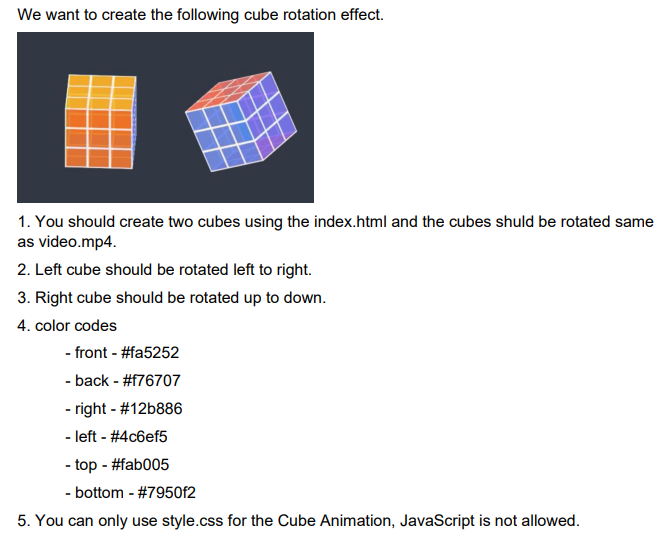 We want to create the following cube rotation effect.
1. You should create two cubes using the index.html and the cubes shuld be rotated same
as video.mp4.
2. Left cube should be rotated left to right.
3. Right cube should be rotated up to down.
4. color codes
- front - #fa5252
- back - #f76707
- right - #12b886
- left - #4c6ef5
- top - #fab005
- bottom - #7950f2
5. You can only use style.css for the Cube Animation, JavaScript is not allowed.